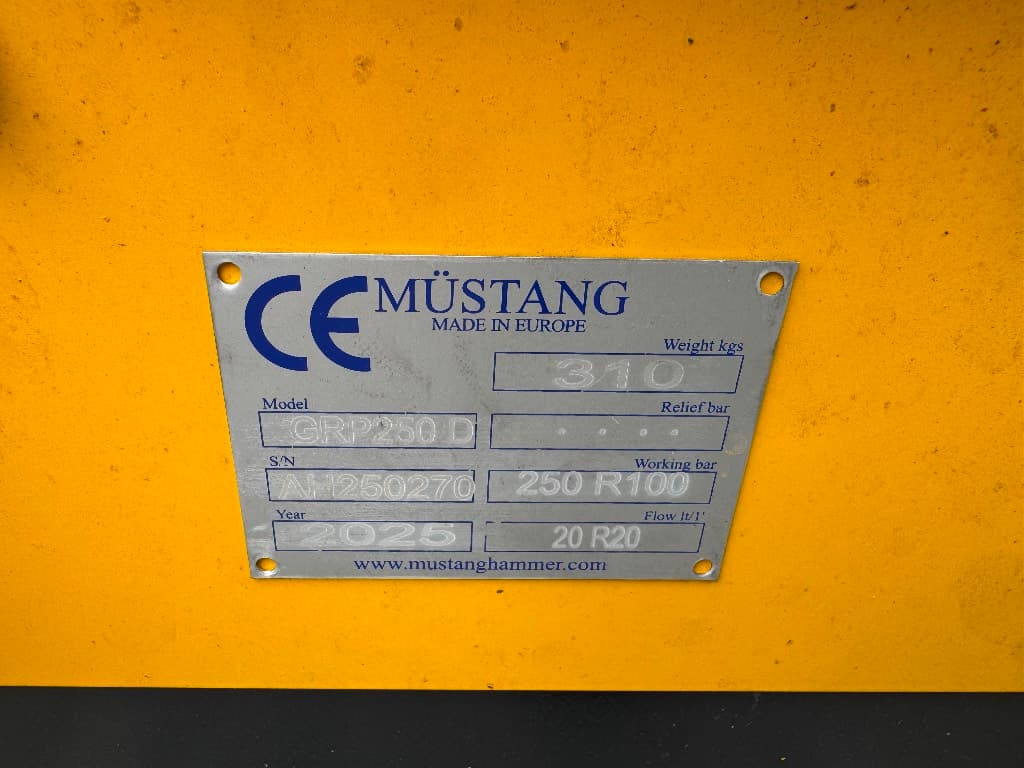 CE MÜSTANG
MADE IN EUROPE
Weight kgs
310
Model
GRP250 D
Relief bar
. . . .
S/N
AH250270
Working bar
250 R100
Year
2025
Flow lt/1'
20 R20
www.mustanghammer.com